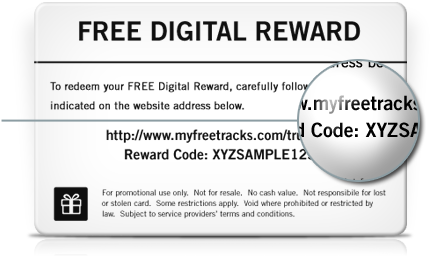 FREE DIGITAL REWARD
To redeem your FREE Digital Reward, carefully follow
indicated on the website address below.
http://www.myfreetracks.com/tr
Reward Code: XYZSAMPLE12
ress be
w.myfreetracks
d Code: XYZSA
For promotional use only. Not for resale. No cash value. Not responsibile for lost
or stolen card. Some restrictions apply. Void where prohibited or restricted by
law. Subject to service providers' terms and conditions.